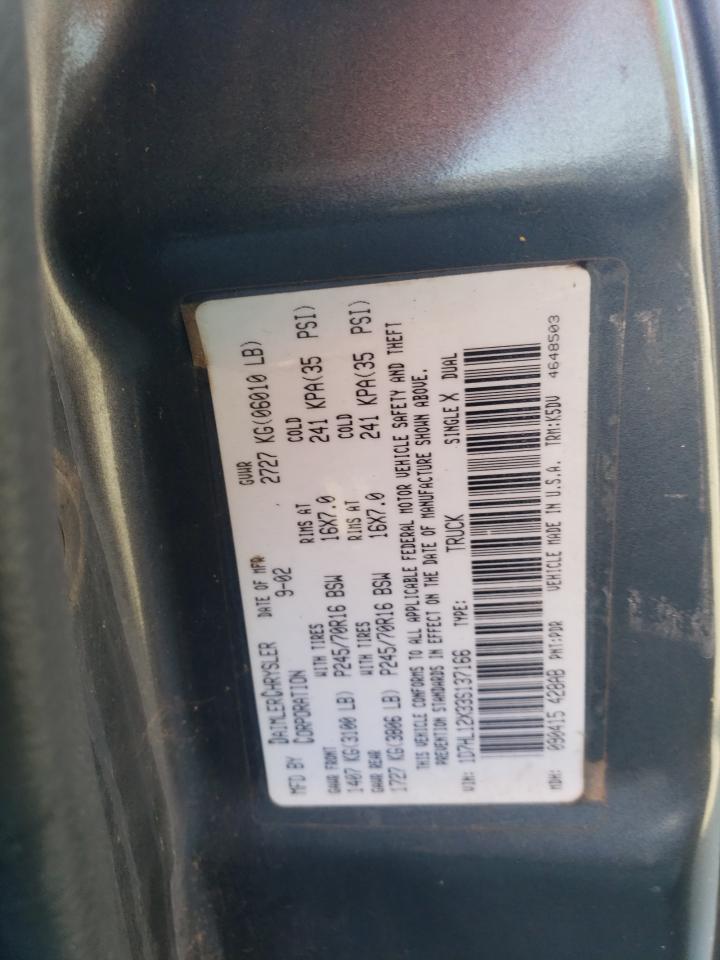 MFD BY DAIMLERCHRYSLER CORPORATION DATE OF MFR 9-02 GVWR 2727 KG(06010 LB)
GAWR FRONT WITH TIRES RIMS AT COLD
1407 KG(3100 LB) P245/70R16 BSW 16X7.0 241 KPA(35 PSI)
GAWR REAR WITH TIRES RIMS AT COLD
1727 KG(3806 LB) P245/70R16 BSW 16X7.0 241 KPA(35 PSI)
THIS VEHICLE CONFORMS TO ALL APPLICABLE FEDERAL MOTOR VEHICLE SAFETY AND THEFT
PREVENTION STANDARDS IN EFFECT ON THE DATE OF MANUFACTURE SHOWN ABOVE.
VIN: 1D7HL12X33S137166 TYPE: TRUCK SINGLE X DUAL
MDH: 090415 428AB PNT:PDR VEHICLE MADE IN U.S.A. TRM:K5DV 4648503